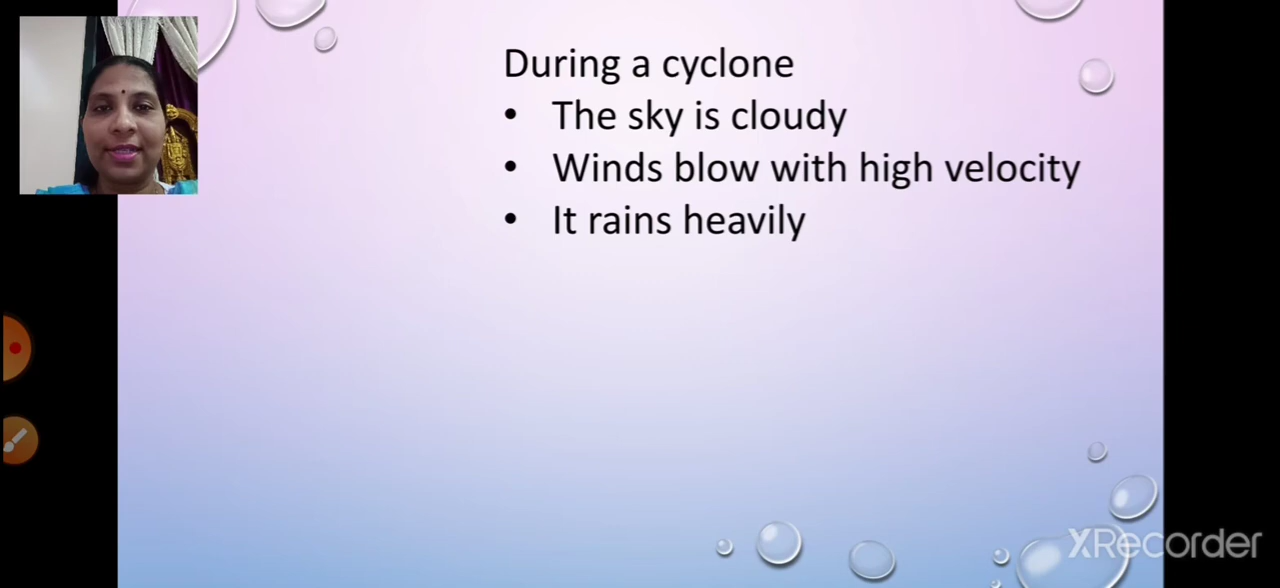 During a cyclone
• The sky is cloudy
• Winds blow with high velocity
• It rains heavily
XRecorder